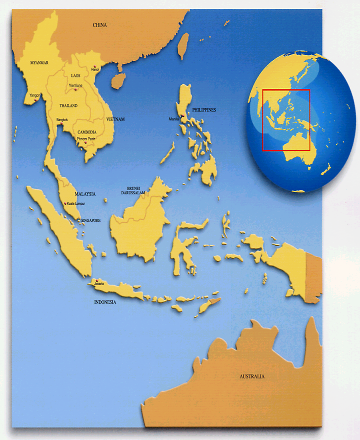 CHINA
MYANMAR
Hanoi
LAOS
Vientiane
Yangon
THAILAND
VIETNAM
PHILIPPINES
Bangkok
Manila
CAMBODIA
Phnom Penh
BRUNEI
DARUSSALAM
MALAYSIA
Kuala Lumpur
SINGAPORE
Jakarta
INDONESIA
AUSTRALIA